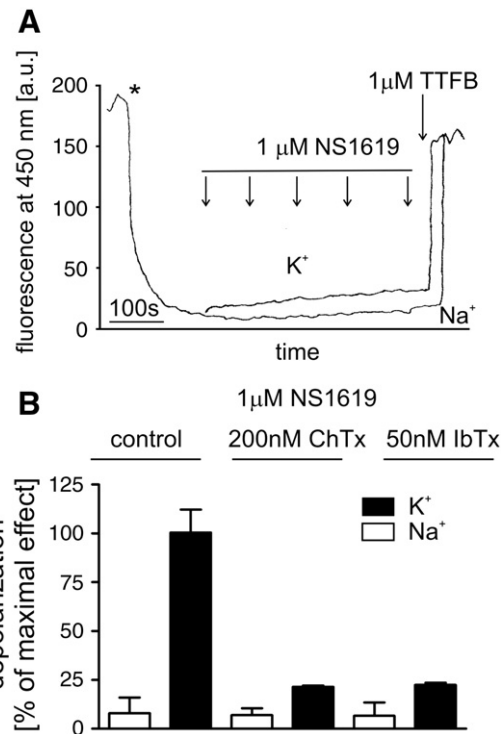 A
fluorescence at 450 nm [a.u.]
200
150
100
50
0
*
1μM TTFB
1 μM NS1619
K⁺
Na⁺
100s
time
B
1μM NS1619
control
200nM ChTx
50nM IbTx
[% of maximal effect]
125
100
75
50
25
0
K⁺
Na⁺